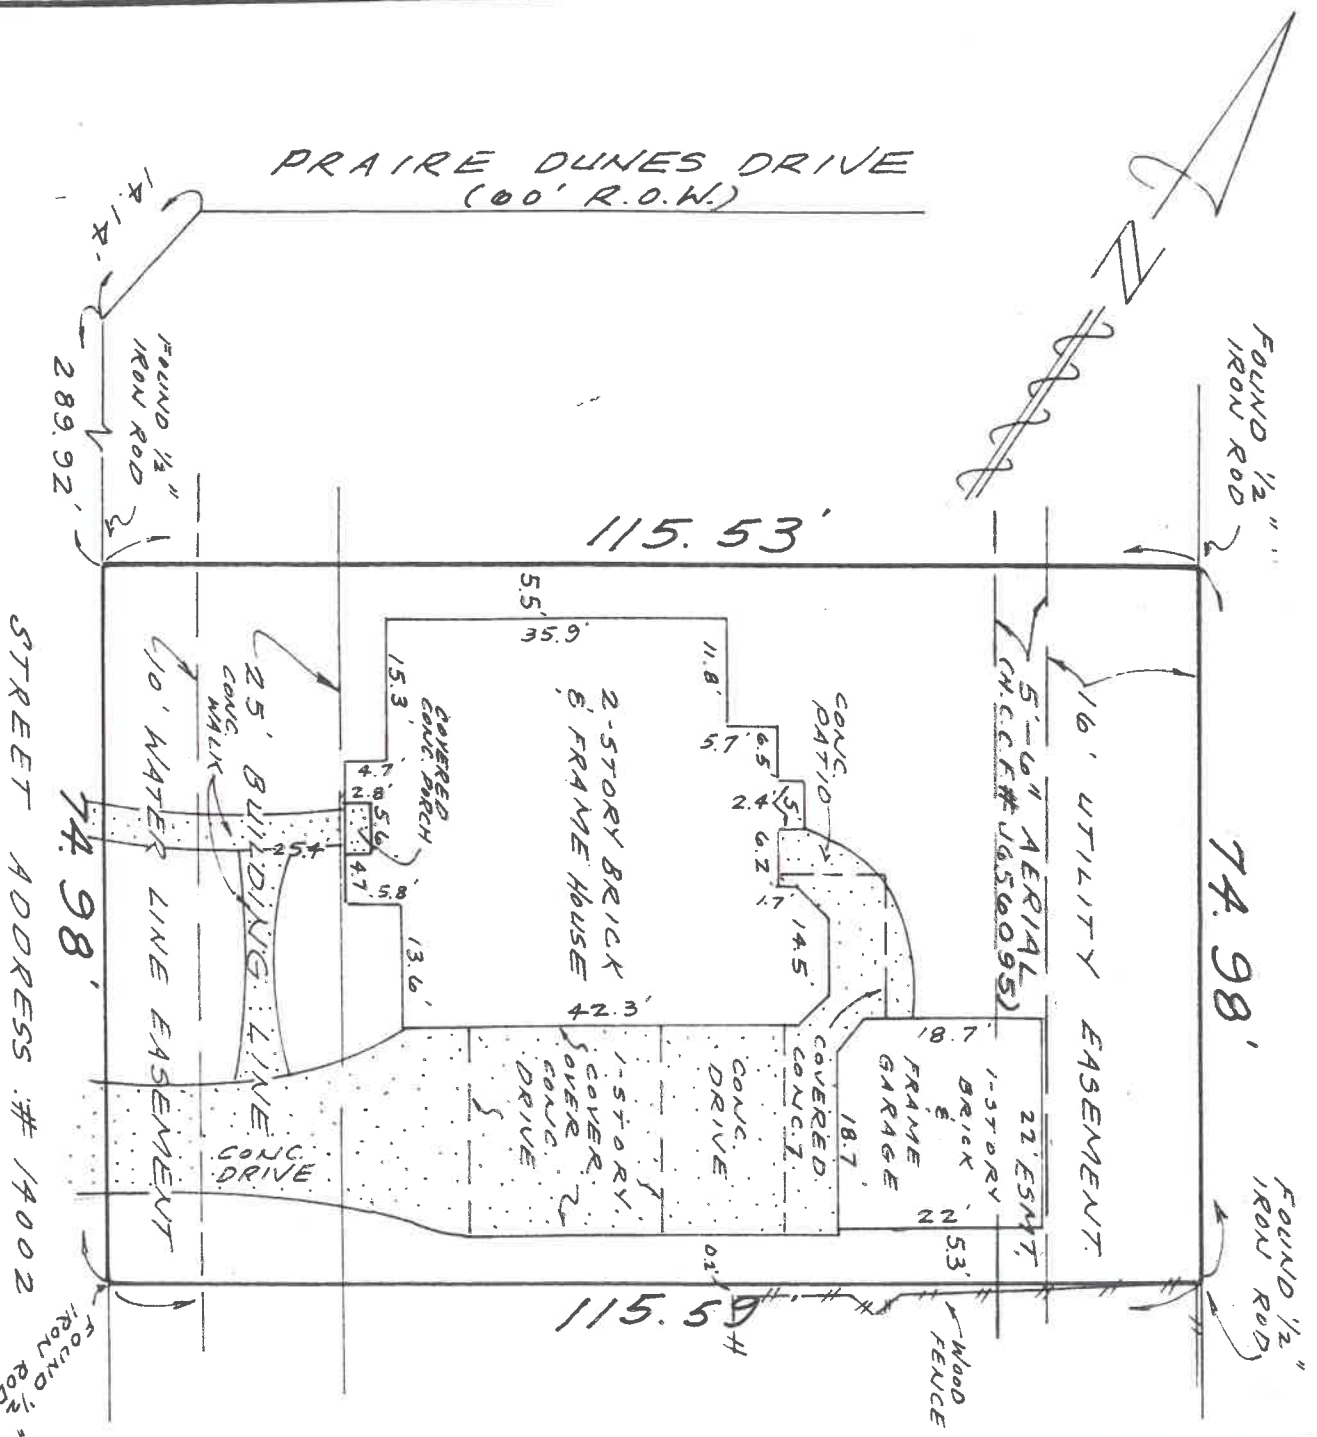 PRAIRE DUNES DRIVE
(60' R.O.W.)
14.14'
N
FOUND 1/2"
IRON ROD
FOUND 1/2"
IRON ROD
289.92'
115.53'
5.5'
35.9'
15.3'
11.8'
5.7'
6.5'
2.4'
5'
6.2'
1.7
14.5'
4.7'
2.8'
5.6'
25.4'
4.7
5.8'
13.6'
42.3'
COVERED
CONC. PORCH
CONC.
PATIO
2-STORY BRICK
& FRAME HOUSE
5'-6" AERIAL
(H.C.C.F.# J656095)
16' UTILITY EASEMENT
22' ESMT.
CONC.
WALK
25' BUILDING LINE
10' WATER LINE EASEMENT
CONC.
DRIVE
1-STORY
COVER
OVER
CONC.
DRIVE
CONC.
DRIVE
COVERED
CONC.
18.7'
1-STORY
BRICK
&
FRAME
GARAGE
18.7'
22'
5.3'
0.2'
74.98'
74.98'
115.59'
WOOD
FENCE
FOUND 1/2"
IRON ROD
FOUND 1/2"
IRON ROD
STREET ADDRESS # 14002